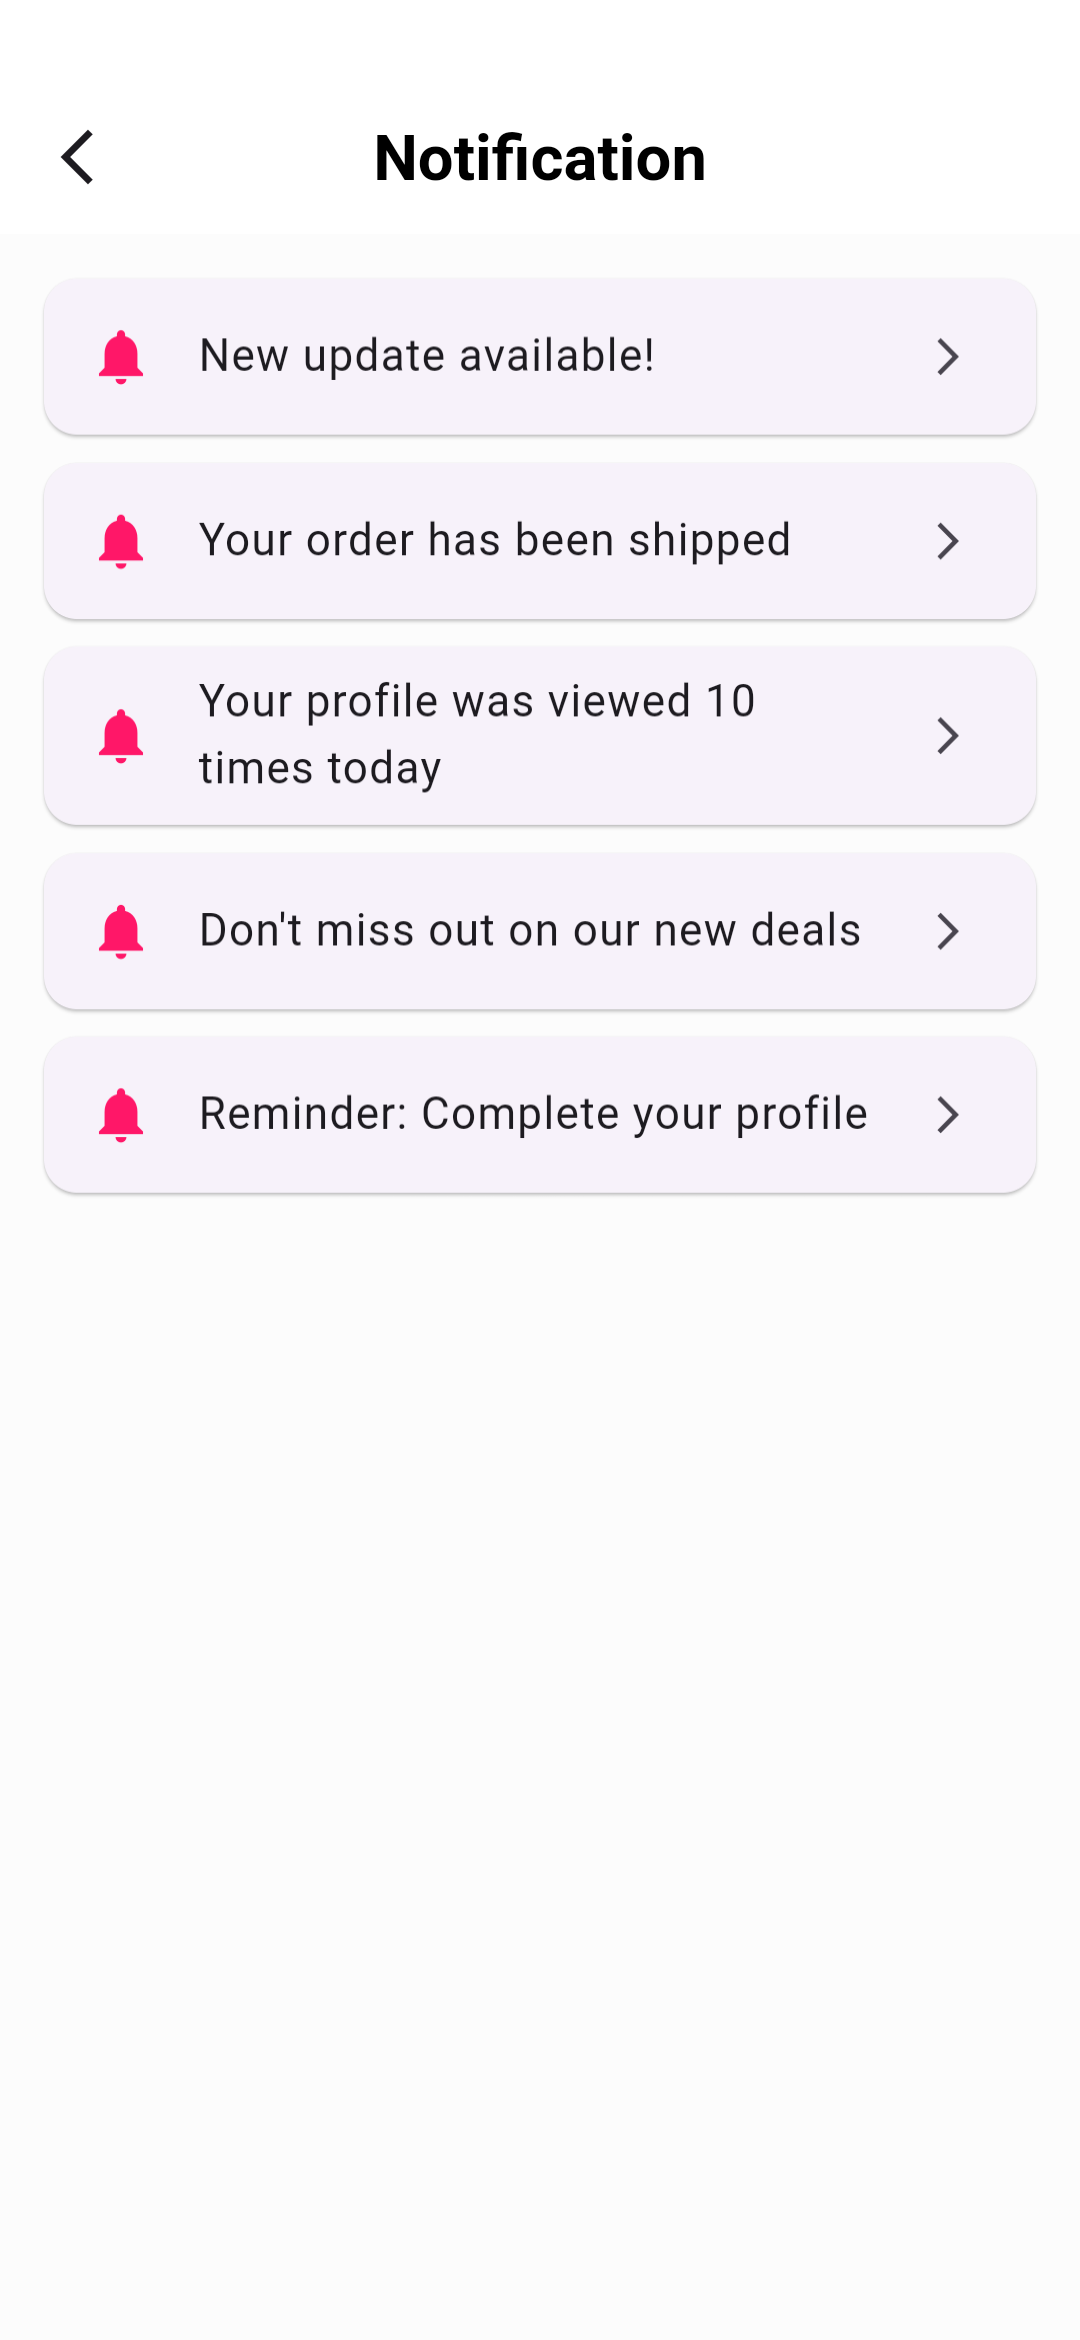 Notification
New update available!
Your order has been shipped
Your profile was viewed 10
times today
Don't miss out on our new deals
Reminder: Complete your profile